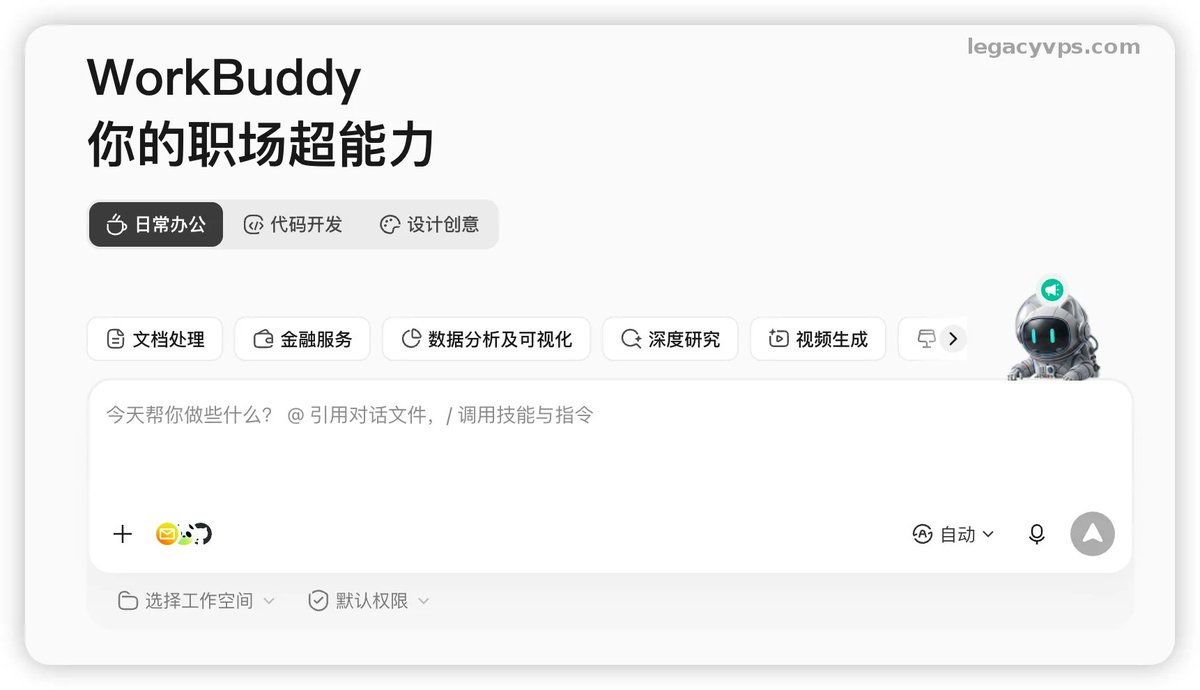 legacyvps.com
WorkBuddy
你的职场超能力
日常办公 代码开发 设计创意
文档处理 金融服务 数据分析及可视化 深度研究 视频生成
今天帮你做些什么? @ 引用对话文件, / 调用技能与指令
自动
选择工作空间 默认权限